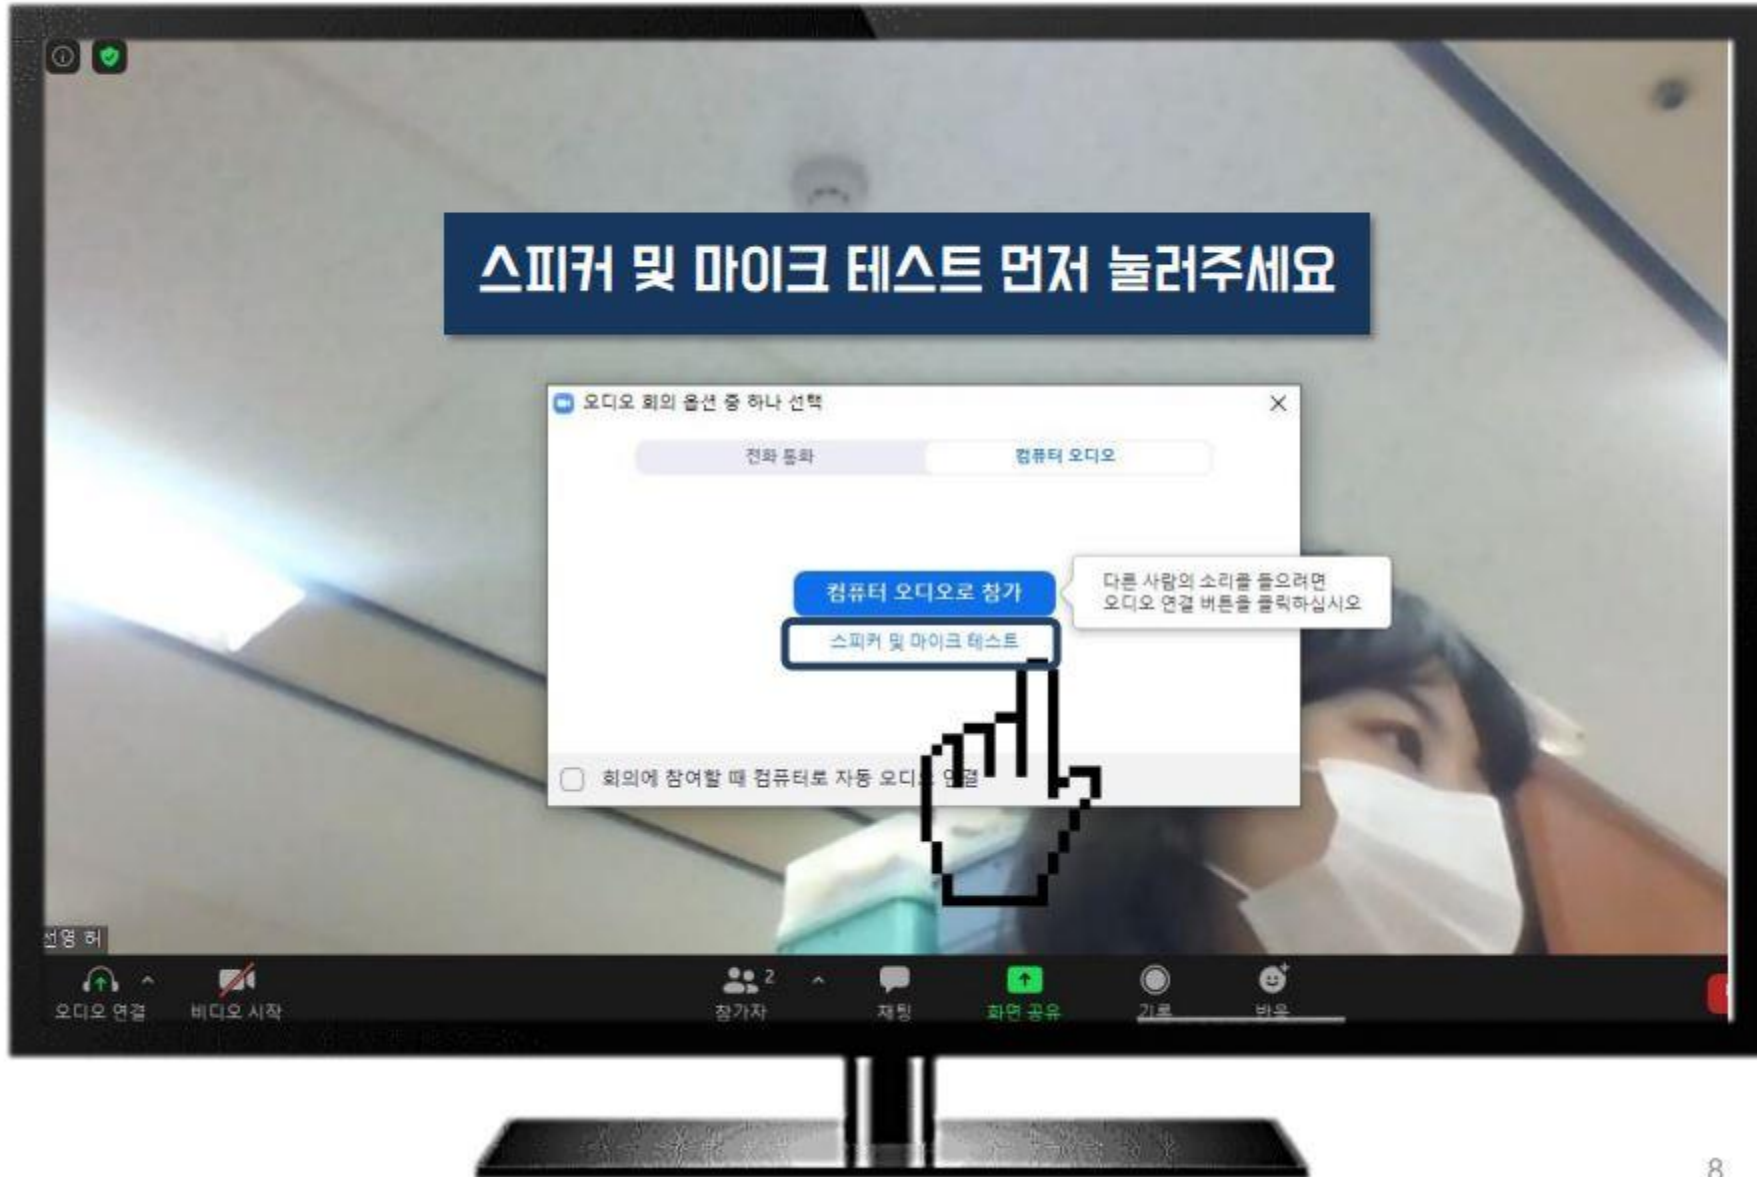 스피커 및 마이크 테스트 먼저 눌러주세요
오디오 회의 옵션 중 하나 선택
전화 통화
컴퓨터 오디오
컴퓨터 오디오로 참가
다른 사람의 소리를 들으려면
오디오 연결 버튼을 클릭하십시오
스피커 및 마이크 테스트
회의에 참여할 때 컴퓨터로 자동 오디오 연결
선영 허
오디오 연결
비디오 시작
2
참가자
채팅
화면 공유
기록
반응
8